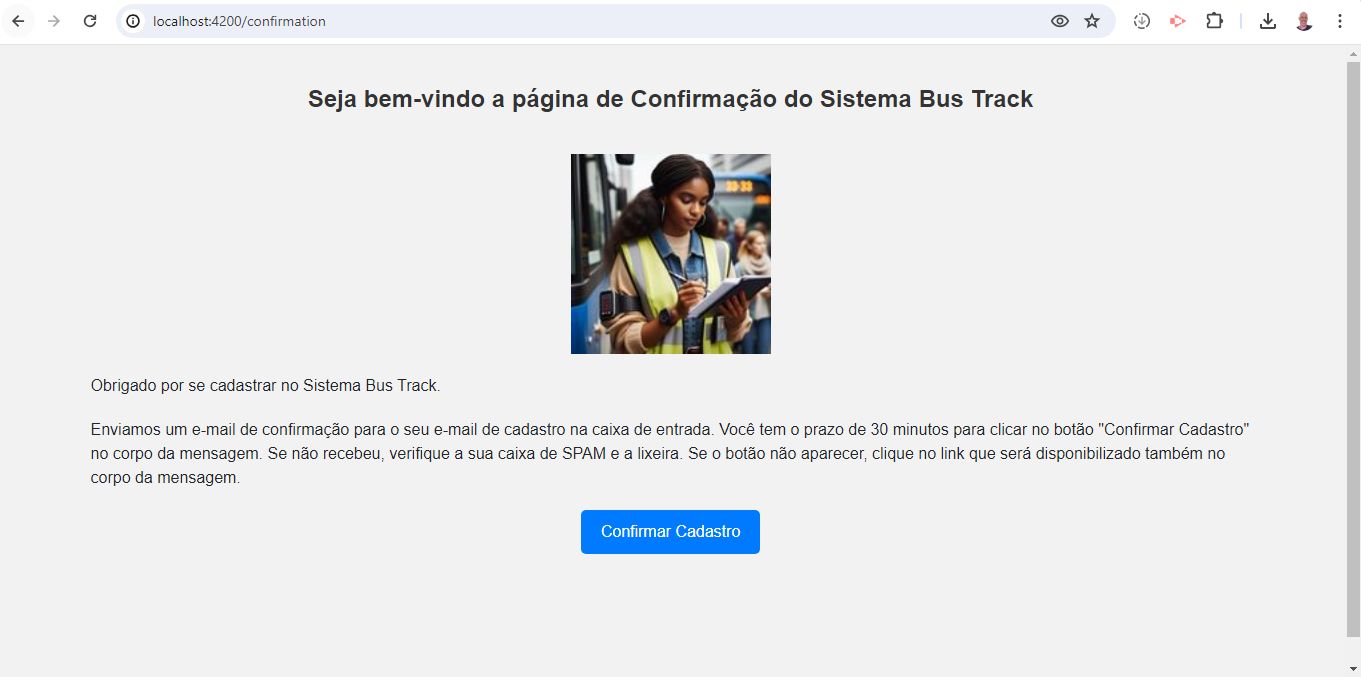 localhost:4200/confirmation
Seja bem-vindo a página de Confirmação do Sistema Bus Track
33-33
Obrigado por se cadastrar no Sistema Bus Track.
Enviamos um e-mail de confirmação para o seu e-mail de cadastro na caixa de entrada. Você tem o prazo de 30 minutos para clicar no botão "Confirmar Cadastro"
no corpo da mensagem. Se não recebeu, verifique a sua caixa de SPAM e a lixeira. Se o botão não aparecer, clique no link que será disponibilizado também no
corpo da mensagem.
Confirmar Cadastro